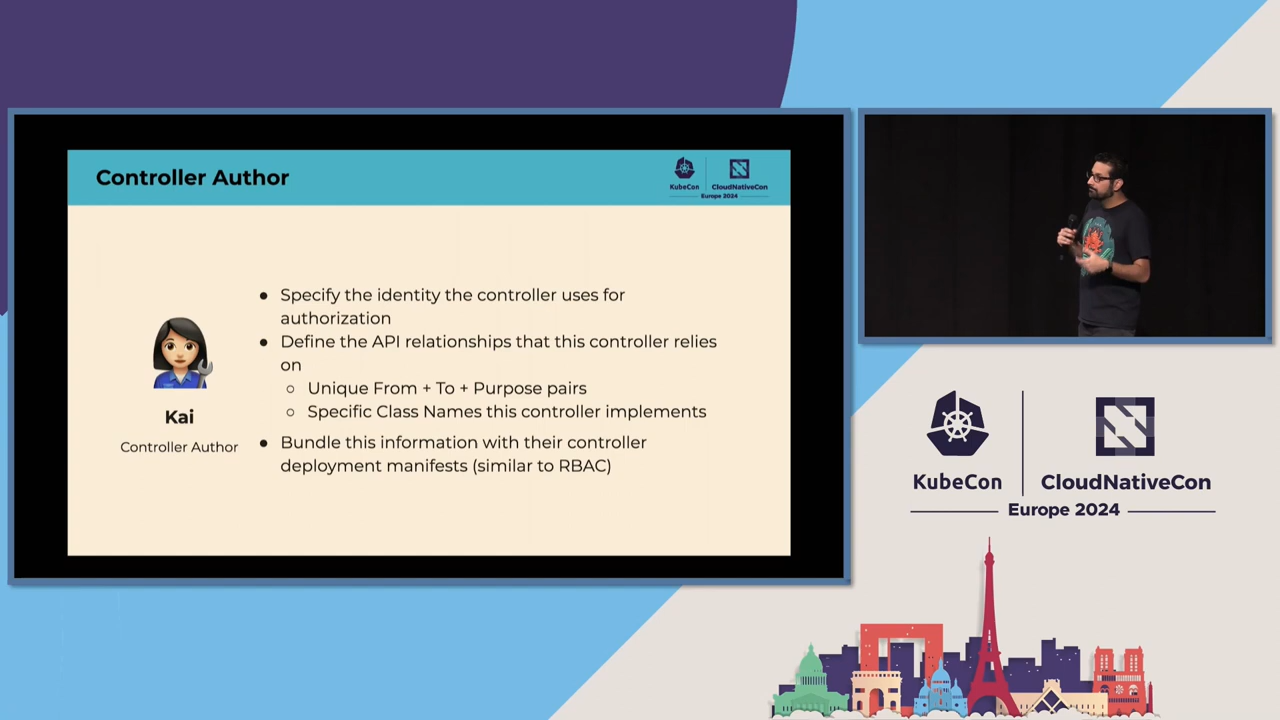 Controller Author
KubeCon
CloudNativeCon
Europe 2024
● Specify the identity the controller uses for
authorization
● Define the API relationships that this controller relies
on
○ Unique From + To + Purpose pairs
○ Specific Class Names this controller implements
● Bundle this information with their controller
deployment manifests (similar to RBAC)
Kai
Controller Author
KubeCon
CloudNativeCon
Europe 2024